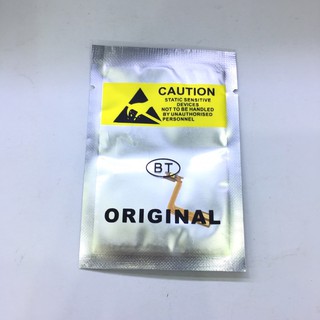 CAUTION
STATIC SENSITIVE
DEVICES
NOT TO BE HANDLED
BY UNAUTHORISED
PERSONNEL
BT
ORIGINAL